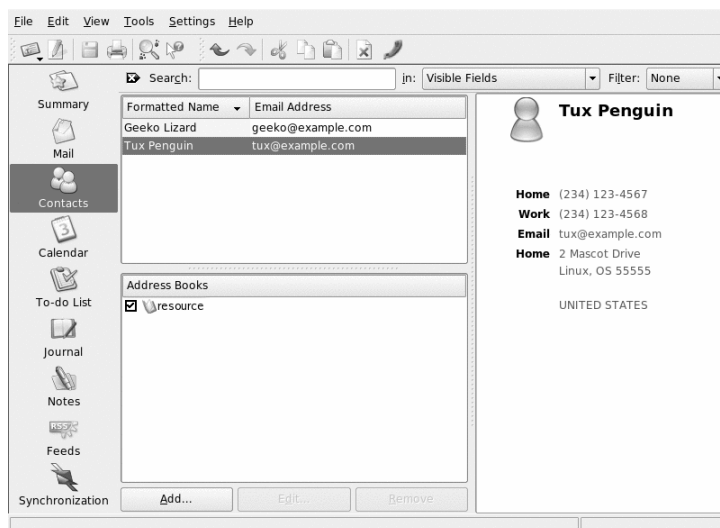 File Edit View Tools Settings Help
Search: in: Visible Fields Filter: None
Summary
Mail
Contacts
Calendar
To-do List
Journal
Notes
Feeds
Synchronization
Formatted Name Email Address
Geeko Lizard geeko@example.com
Tux Penguin tux@example.com
Address Books
resource
Add... Edit... Remove
Tux Penguin
Home (234) 123-4567
Work (234) 123-4568
Email tux@example.com
Home 2 Mascot Drive
Linux, OS 55555
UNITED STATES
3
RSS